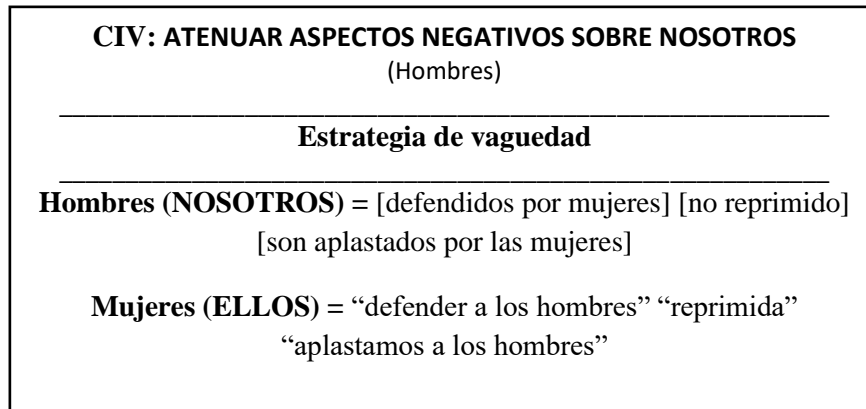 CIV: ATENUAR ASPECTOS NEGATIVOS SOBRE NOSOTROS
(Hombres)
Estrategia de vaguedad
Hombres (NOSOTROS) = [defendidos por mujeres] [no reprimido]
[son aplastados por las mujeres]
Mujeres (ELLOS) = “defender a los hombres” “reprimida”
“aplastamos a los hombres”